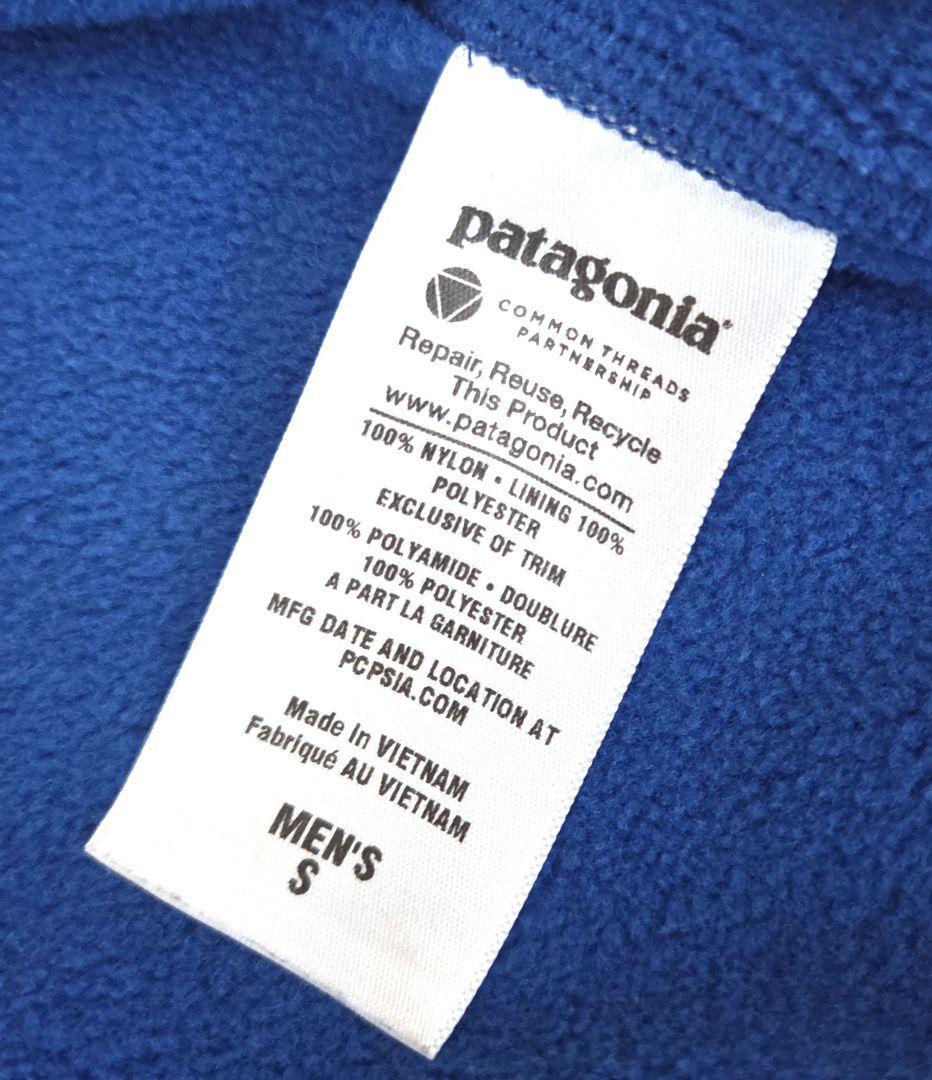 patagonia®
COMMON THREADS
PARTNERSHIP
Repair, Reuse, Recycle
This Product
www.patagonia.com
100% NYLON • LINING 100%
POLYESTER
EXCLUSIVE OF TRIM
100% POLYAMIDE • DOUBLURE
100% POLYESTER
A PART LA GARNITURE
MFG DATE AND LOCATION AT
PCPSIA.COM
Made in VIETNAM
Fabriqué AU VIETNAM
MEN'S
S